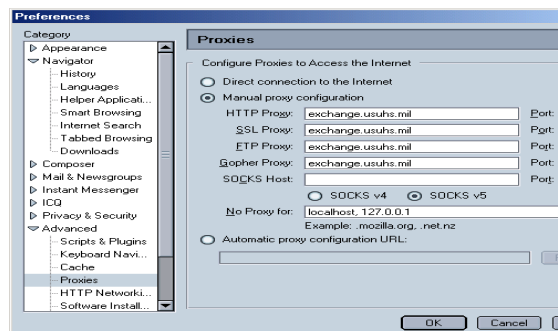 Preferences
Category
Appearance
Navigator
History
Languages
Helper Applicati...
Smart Browsing
Internet Search
Tabbed Browsing
Downloads
Composer
Mail & Newsgroups
Instant Messenger
ICQ
Privacy & Security
Advanced
Scripts & Plugins
Keyboard Navi...
Cache
Proxies
HTTP Networki...
Software Install...
Proxies
Configure Proxies to Access the Internet
Direct connection to the Internet
Manual proxy configuration
HTTP Proxy: exchange.usuhs.mil Port:
SSL Proxy: exchange.usuhs.mil Port:
FTP Proxy: exchange.usuhs.mil Port:
Gopher Proxy: exchange.usuhs.mil Port:
SOCKS Host: Port:
SOCKS v4 SOCKS v5
No Proxy for: localhost, 127.0.0.1
Example: .mozilla.org, .net.nz
Automatic proxy configuration URL:
OK Cancel